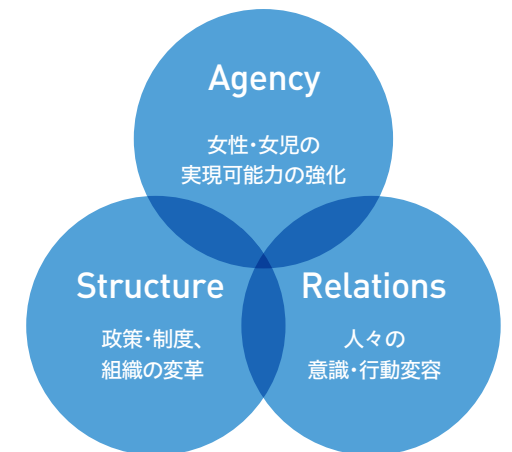 Agency
女性・女児の
実現可能力の強化
Structure
政策・制度、
組織の変革
Relations
人々の
意識・行動変容